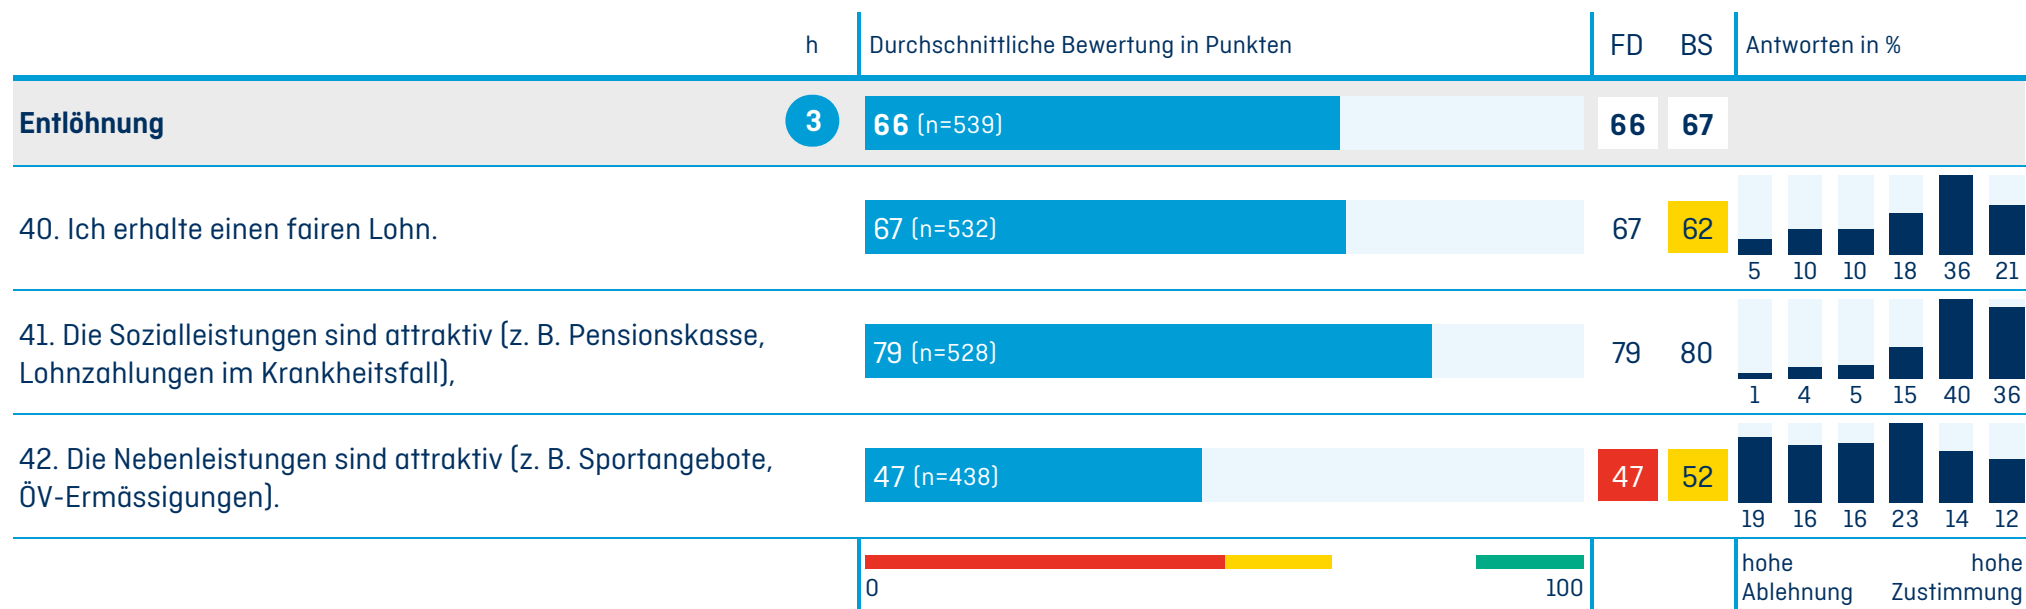 h Durchschnittliche Bewertung in Punkten FD BS Antworten in %
Entlöhnung 3 66 (n=539) 66 67
40. Ich erhalte einen fairen Lohn. 67 (n=532) 67 62
5 10 10 18 36 21
41. Die Sozialleistungen sind attraktiv (z. B. Pensionskasse,
Lohnzahlungen im Krankheitsfall),
79 (n=528) 79 80
1 4 5 15 40 36
42. Die Nebenleistungen sind attraktiv (z. B. Sportangebote,
ÖV-Ermässigungen).
47 (n=438) 47 52
19 16 16 23 14 12
0 100
hohe Ablehnung
hohe Zustimmung